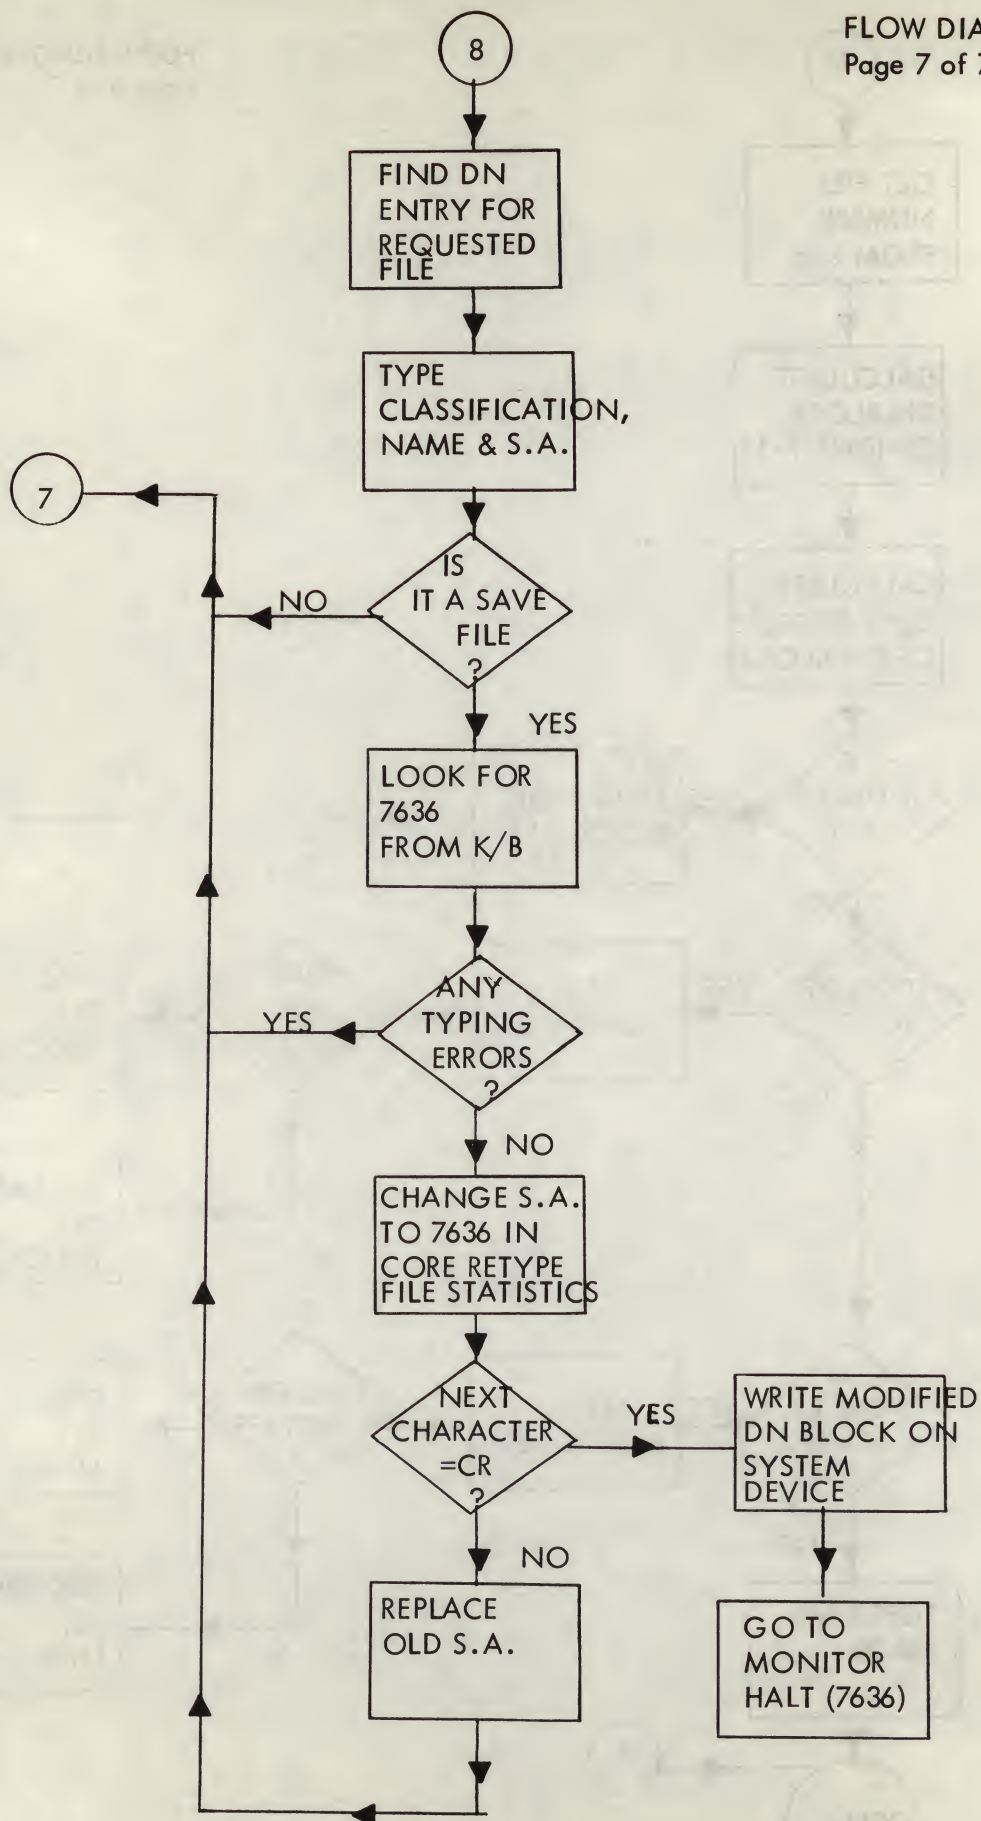 FLOW DIA
Page 7 of 7
8
FIND DN
ENTRY FOR
REQUESTED
FILE
TYPE
CLASSIFICATION,
NAME & S.A.
7
IS
IT A SAVE
FILE
?
NO
YES
LOOK FOR
7636
FROM K/B
ANY
TYPING
ERRORS
?
YES
NO
CHANGE S.A.
TO 7636 IN
CORE RETYPE
FILE STATISTICS
NEXT
CHARACTER
=CR
?
YES
WRITE MODIFIED
DN BLOCK ON
SYSTEM
DEVICE
NO
REPLACE
OLD S.A.
GO TO
MONITOR
HALT (7636)